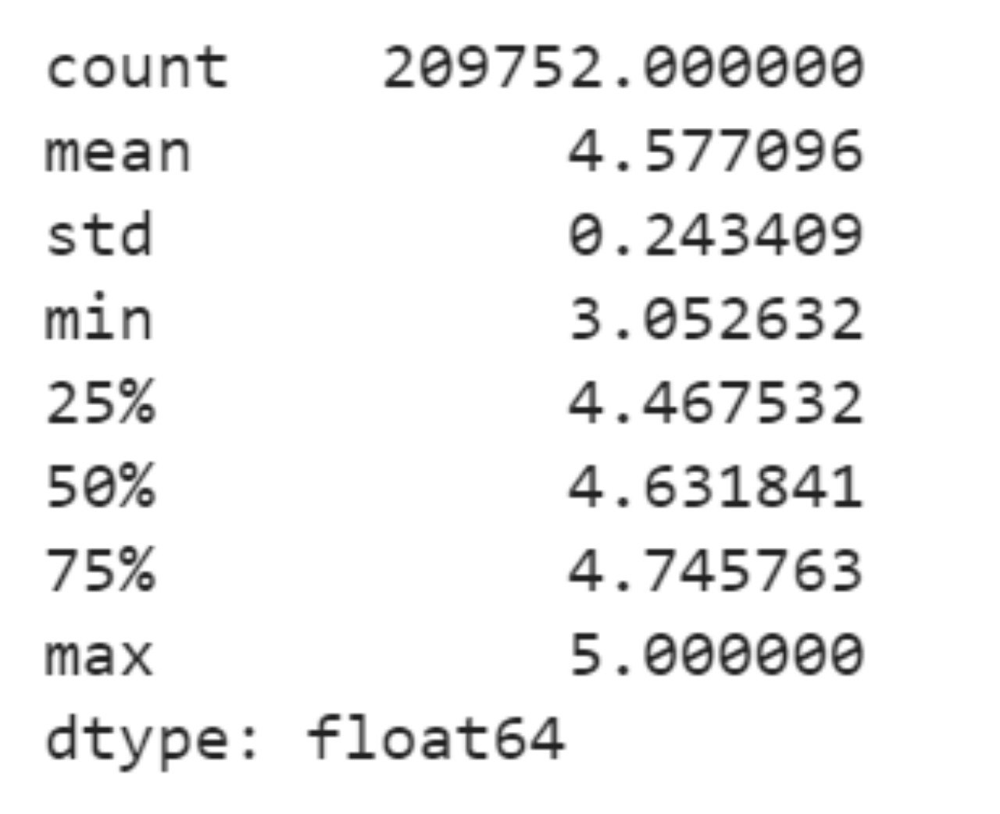 count    209752.000000
mean          4.577096
std           0.243409
min           3.052632
25%           4.467532
50%           4.631841
75%           4.745763
max           5.000000
dtype: float64